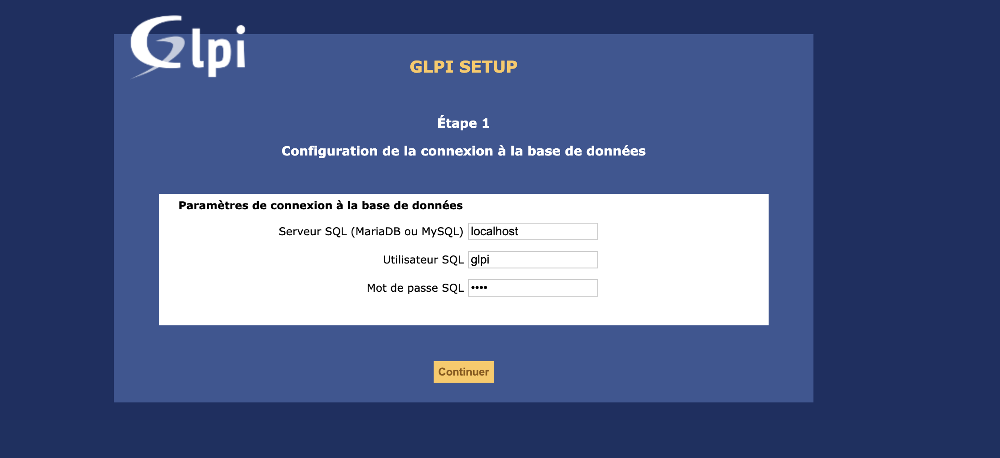 Glpi
GLPI SETUP
Étape 1
Configuration de la connexion à la base de données
Paramètres de connexion à la base de données
Serveur SQL (MariaDB ou MySQL) localhost
Utilisateur SQL glpi
Mot de passe SQL ••••
Continuer